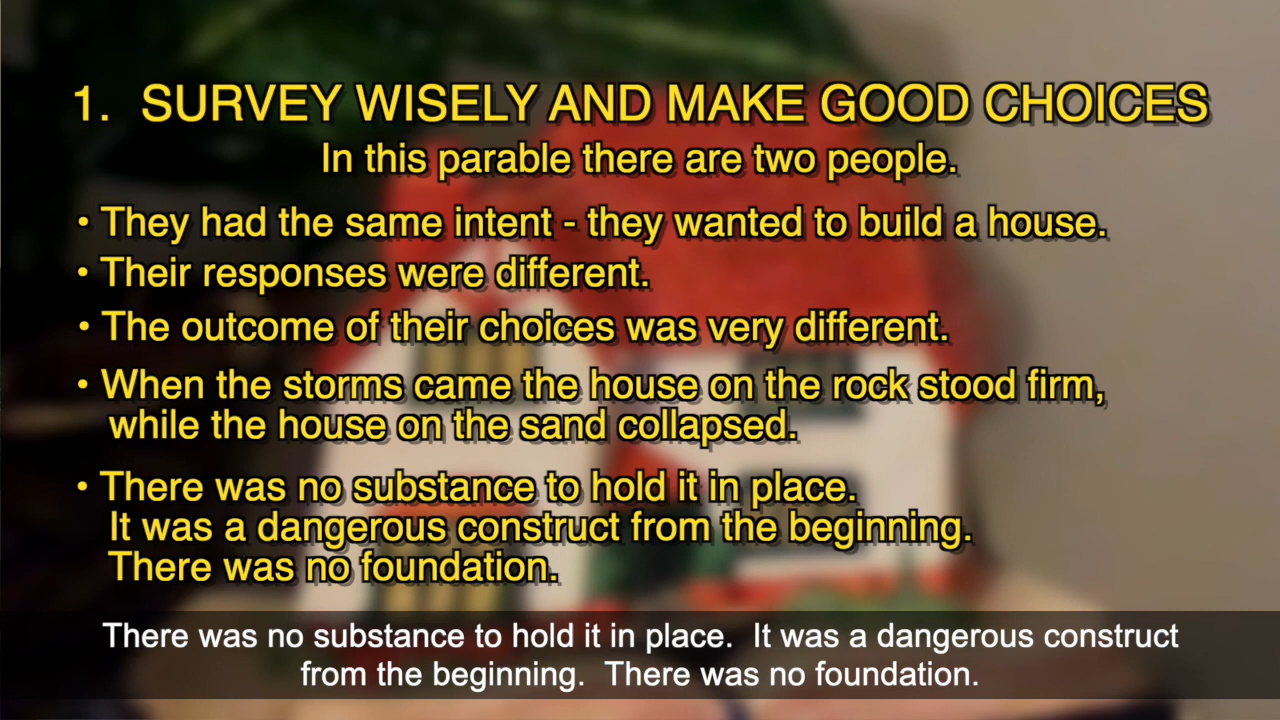 1. SURVEY WISELY AND MAKE GOOD CHOICES
In this parable there are two people.
• They had the same intent - they wanted to build a house.
• Their responses were different.
• The outcome of their choices was very different.
• When the storms came the house on the rock stood firm,
while the house on the sand collapsed.
• There was no substance to hold it in place.
It was a dangerous construct from the beginning.
There was no foundation.
There was no substance to hold it in place. It was a dangerous construct
from the beginning. There was no foundation.